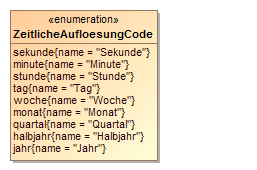 «enumeration»
ZeitlicheAufloesungCode
sekunde{name = "Sekunde"}
minute{name = "Minute"}
stunde{name = "Stunde"}
tag{name = "Tag"}
woche{name = "Woche"}
monat{name = "Monat"}
quartal{name = "Quartal"}
halbjahr{name = "Halbjahr"}
jahr{name = "Jahr"}